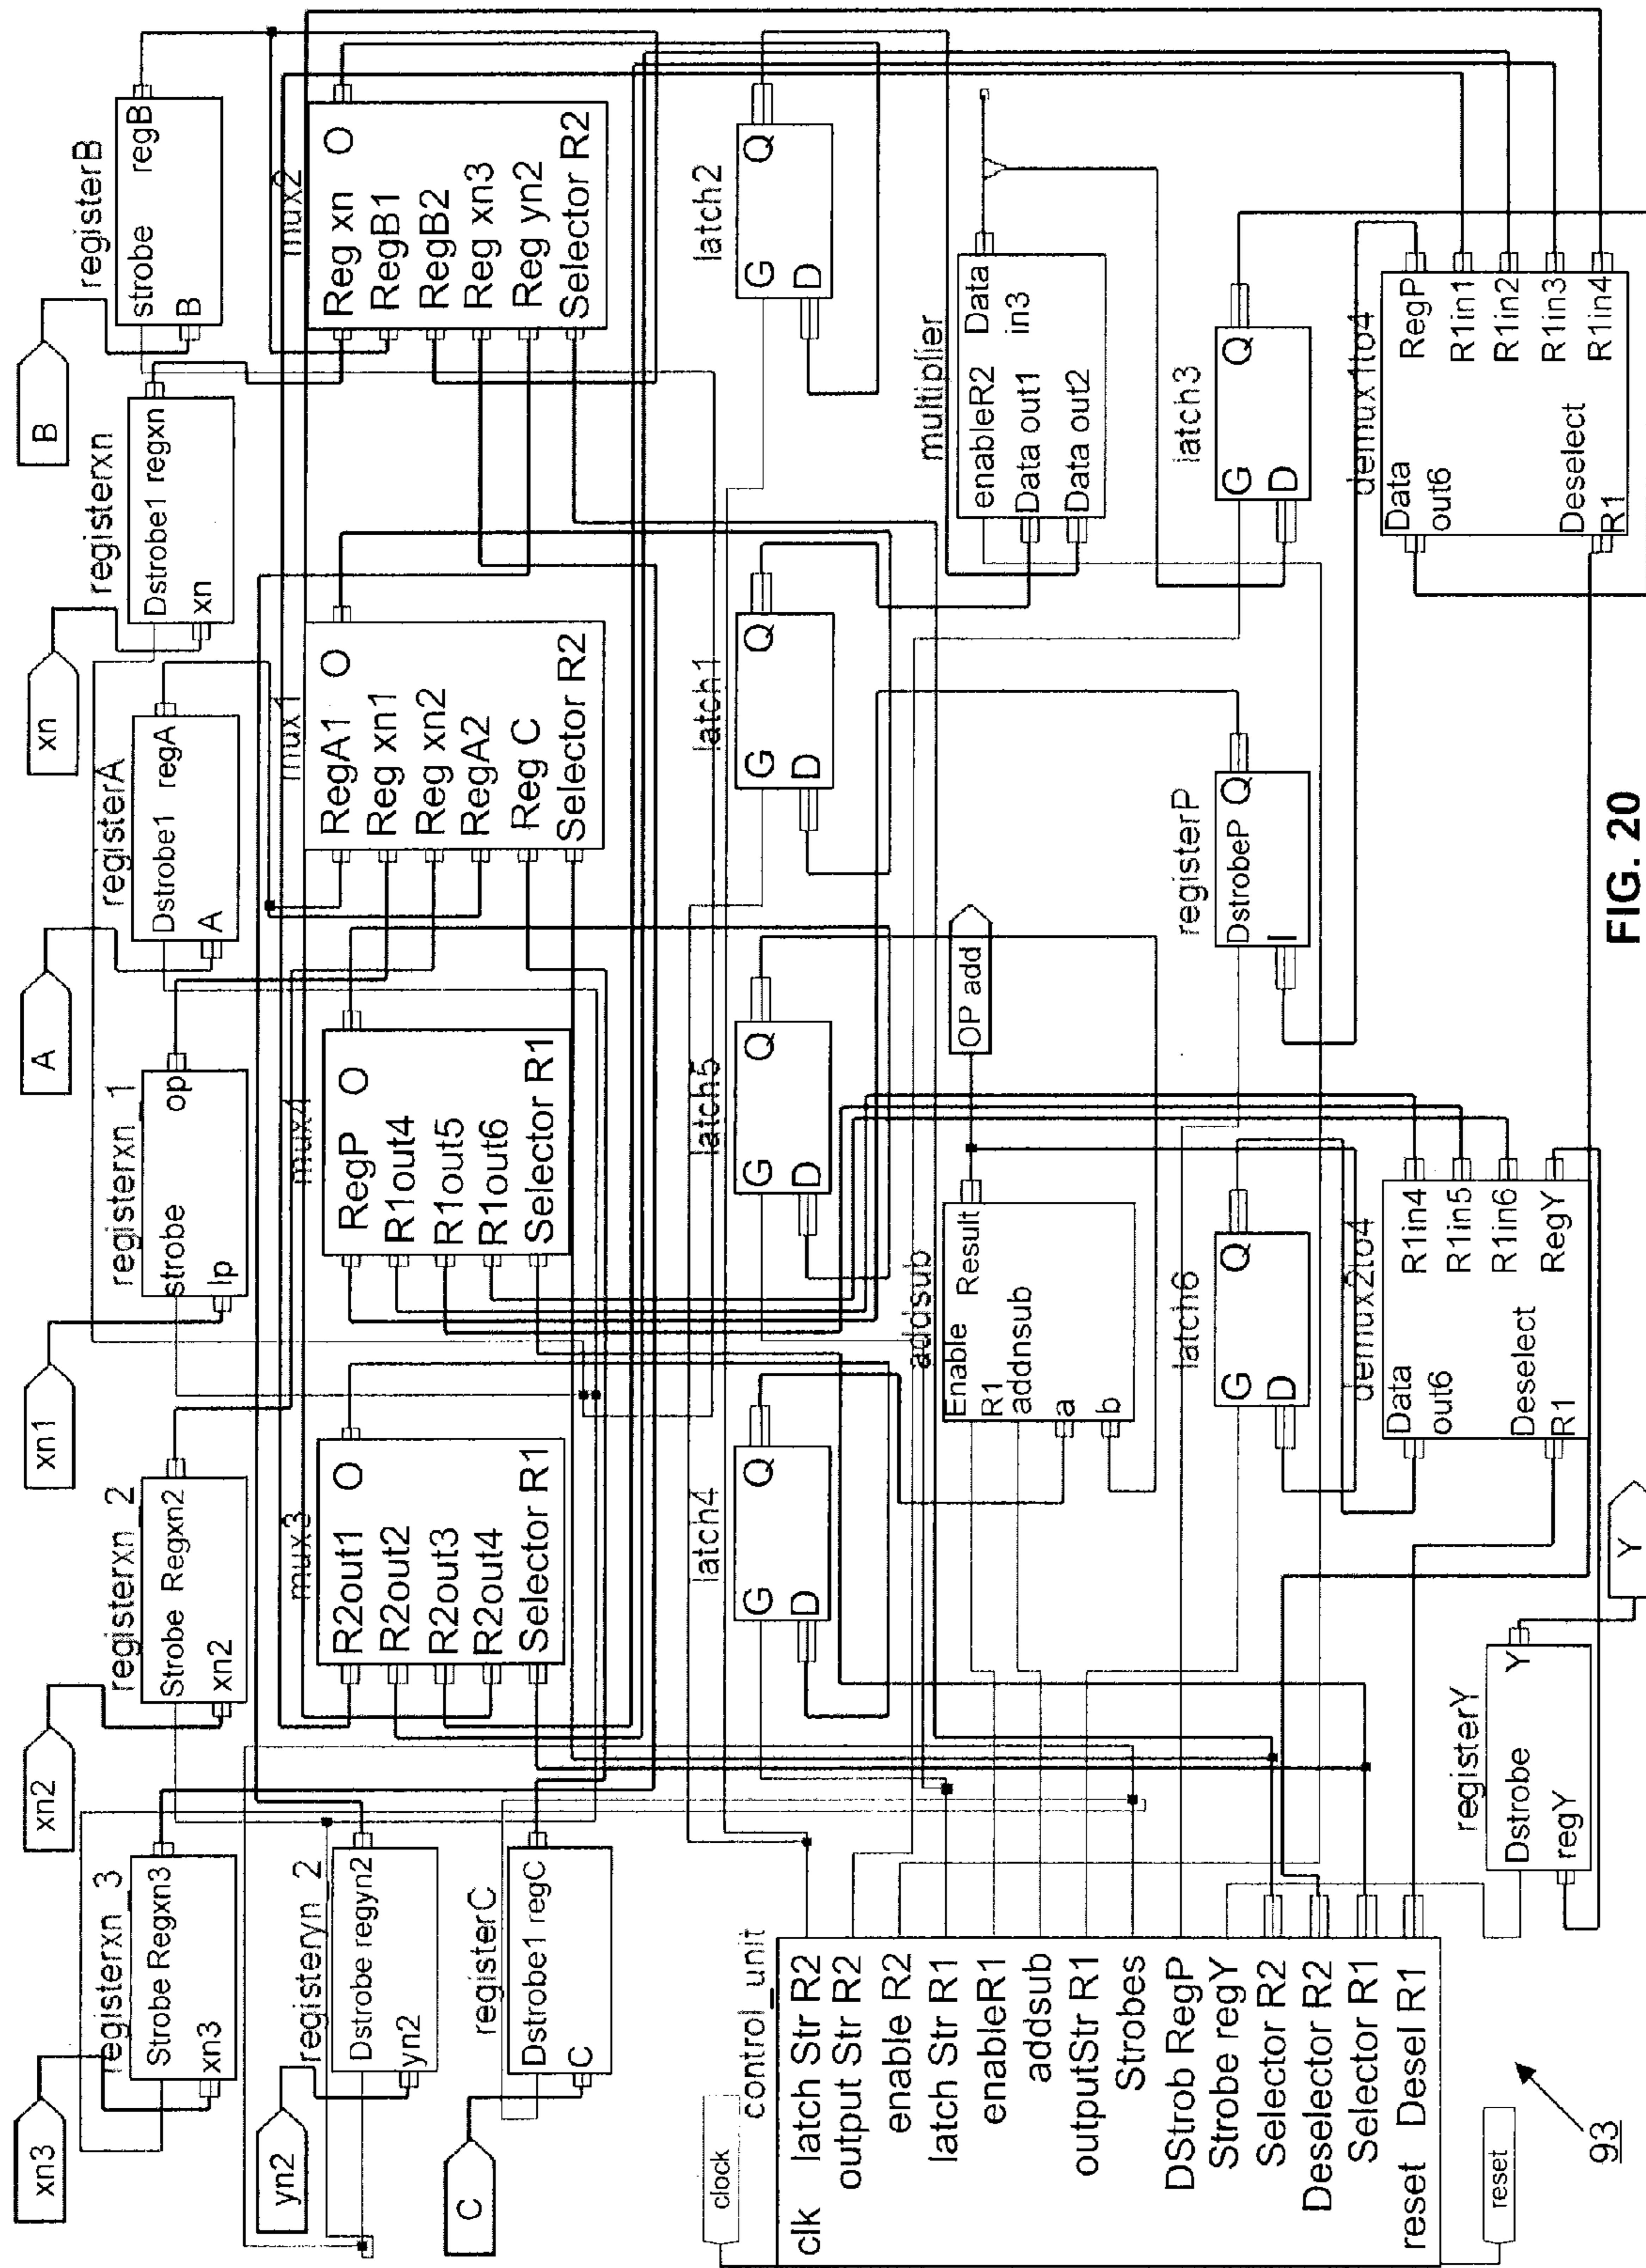 xn3
registerxn_3
Strobe Regxn3
xn3
xn2
registerxn_2
Strobe Regxn2
xn2
xn1
registerxn_1
strobe op
Ip
A
registerA
Dstrobe1 regA
A
xn
registerxn
Dstrobe1 regxn
xn
B
registerB
strobe regB
B
yn2
registeryn_2
Dstrobe regyn2
yn2
C
registerC
Dstrobe1 regC
C
mux3
R2out1 O
R2out2
R2out3
R2out4
Selector R1
mux4
RegP O
R1out4
R1out5
R1out6
Selector R1
mux1
RegA1 O
Reg xn1
Reg xn2
RegA2
Reg C
Selector R2
mux2
Reg xn O
RegB1
RegB2
Reg xn3
Reg yn2
Selector R2
latch4
G Q
D
latch5
G Q
D
latch1
G Q
D
latch2
G Q
D
clock
control_unit
clk latch Str R2
output Str R2
enable R2
latch Str R1
enableR1
addsub
outputStr R1
Strobes
DStrob RegP
Strobe regY
Selector R2
Deselector R2
Selector R1
reset Desel R1
reset
addsub
Enable Result
R1
addnsub
a
b
OP add
multiplier
enableR2 Data
in3
Data out1
Data out2
latch6
G Q
D
registerP
DstrobeP Q
I
latch3
G Q
D
demux2to4
Data R1in4
out6 R1in5
R1in6
Deselect RegY
R1
demux1to4
Data RegP
out6 R1in1
R1in2
Deselect R1in3
R1 R1in4
registerY
Dstrobe Y
regY
Y
93
FIG. 20